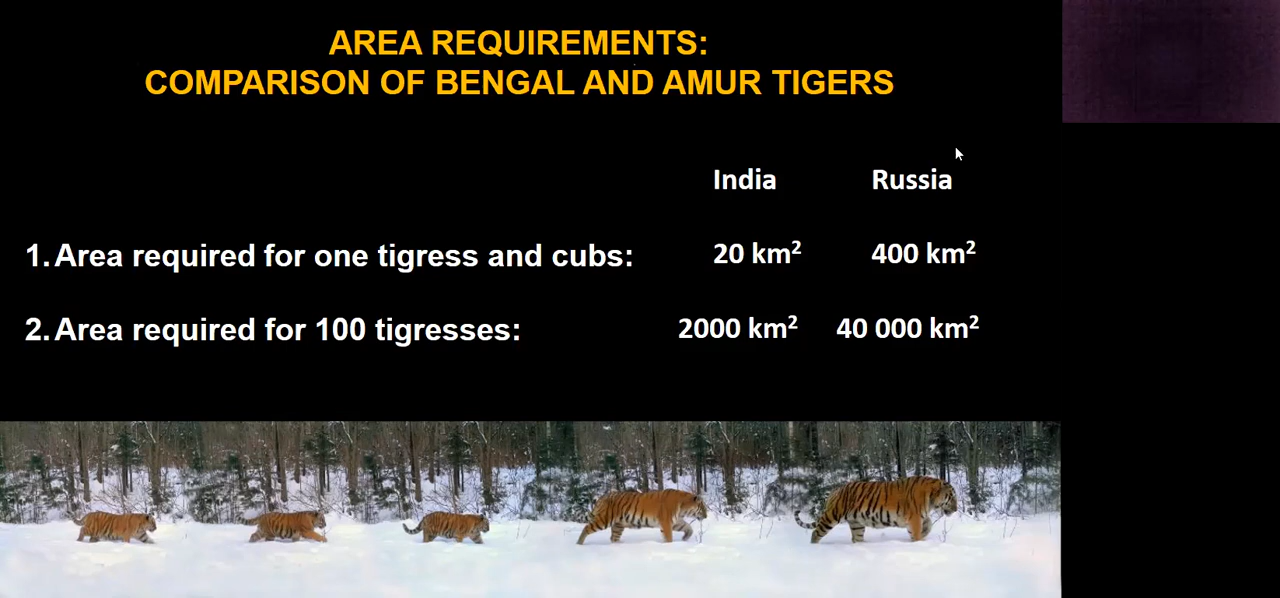 AREA REQUIREMENTS:
COMPARISON OF BENGAL AND AMUR TIGERS
India Russia
1. Area required for one tigress and cubs: 20 km² 400 km²
2. Area required for 100 tigresses: 2000 km² 40 000 km²